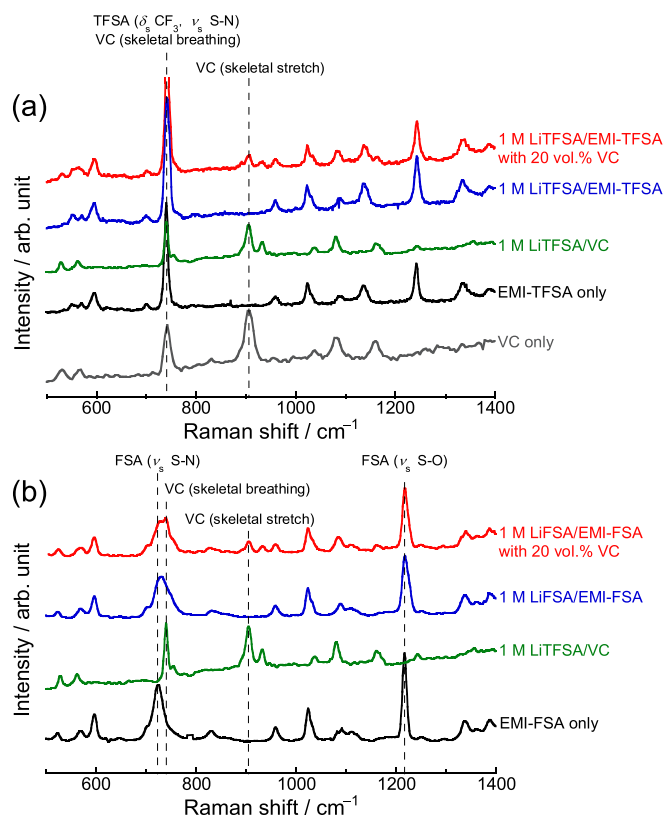 TFSA (δs CF3, νs S-N)
VC (skeletal breathing)
VC (skeletal stretch)
(a)
1 M LiTFSA/EMI-TFSA
with 20 vol.% VC
1 M LiTFSA/EMI-TFSA
1 M LiTFSA/VC
EMI-TFSA only
VC only
Intensity / arb. unit
600 800 1000 1200 1400
Raman shift / cm⁻¹
FSA (νs S-N)
FSA (νs S-O)
(b)
VC (skeletal breathing)
VC (skeletal stretch)
1 M LiFSA/EMI-FSA
with 20 vol.% VC
1 M LiFSA/EMI-FSA
1 M LiTFSA/VC
EMI-FSA only
Intensity / arb. unit
600 800 1000 1200 1400
Raman shift / cm⁻¹